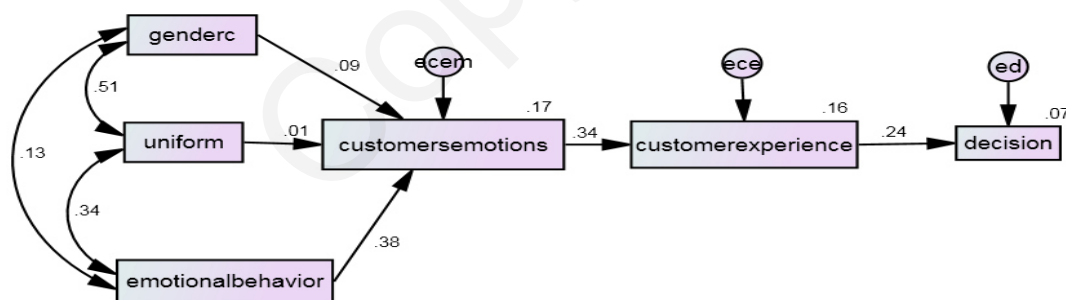 genderc
.09
ecem
ece
ed
.51
.17
.16
.07
uniform
.01
customersemotions
.34
customerexperience
.24
decision
.13
.34
.38
emotionalbehavior
Cop